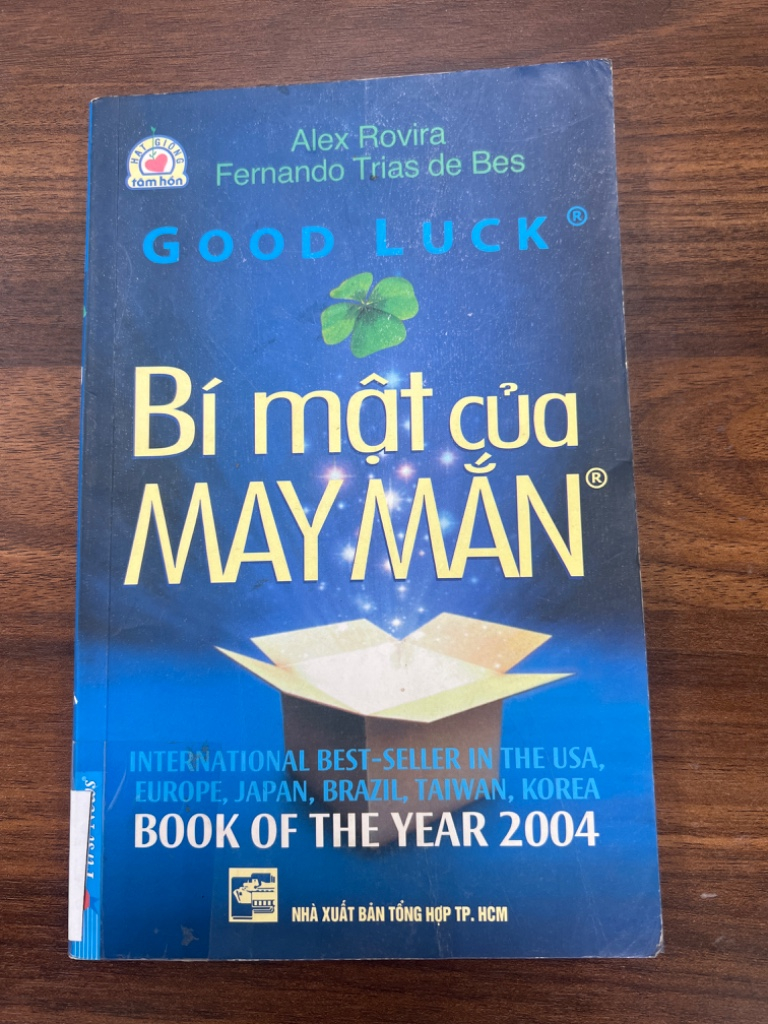 HẠT GIỐNG
tâm hồn
Alex Rovira
Fernando Trias de Bes
GOOD LUCK®
Bí mật của
MAY MẮN®
INTERNATIONAL BEST-SELLER IN THE USA,
EUROPE, JAPAN, BRAZIL, TAIWAN, KOREA
BOOK OF THE YEAR 2004
First News®
NHÀ XUẤT BẢN TỔNG HỢP TP. HCM